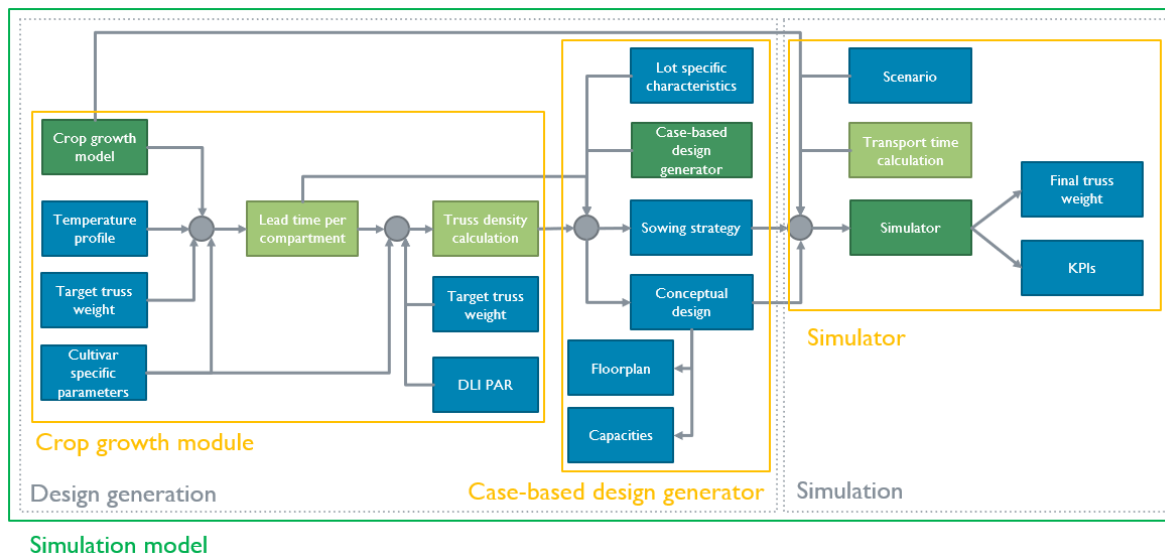 Crop growth
model
Temperature
profile
Target truss
weight
Cultivar
specific
parameters
Lead time per
compartment
Truss density
calculation
Target truss
weight
DLI PAR
Crop growth module
Lot specific
characteristics
Case-based
design
generator
Sowing strategy
Conceptual
design
Floorplan
Capacities
Case-based design generator
Design generation
Scenario
Transport time
calculation
Simulator
Final truss
weight
KPIs
Simulator
Simulation
Simulation model